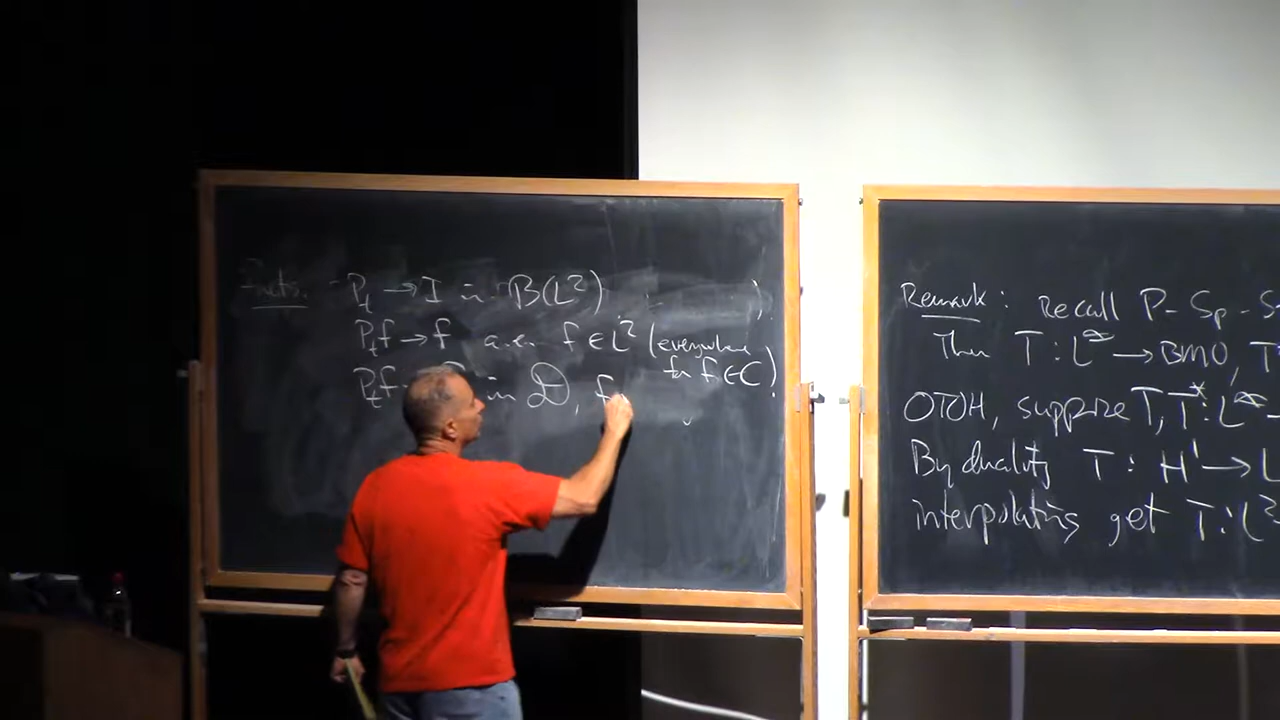 Facts: - P_t → I in B(L²)
P_t f → f a.e. f ∈ L² (everywhere
for f ∈ C)
P_t f in 𝒟, f
Remark: Recall P-Sp-S
Then T: L^∞ → BMO, T
OTOH, suppose T, T*: L^∞
By duality T: H¹ → L
interpolating get T: L²